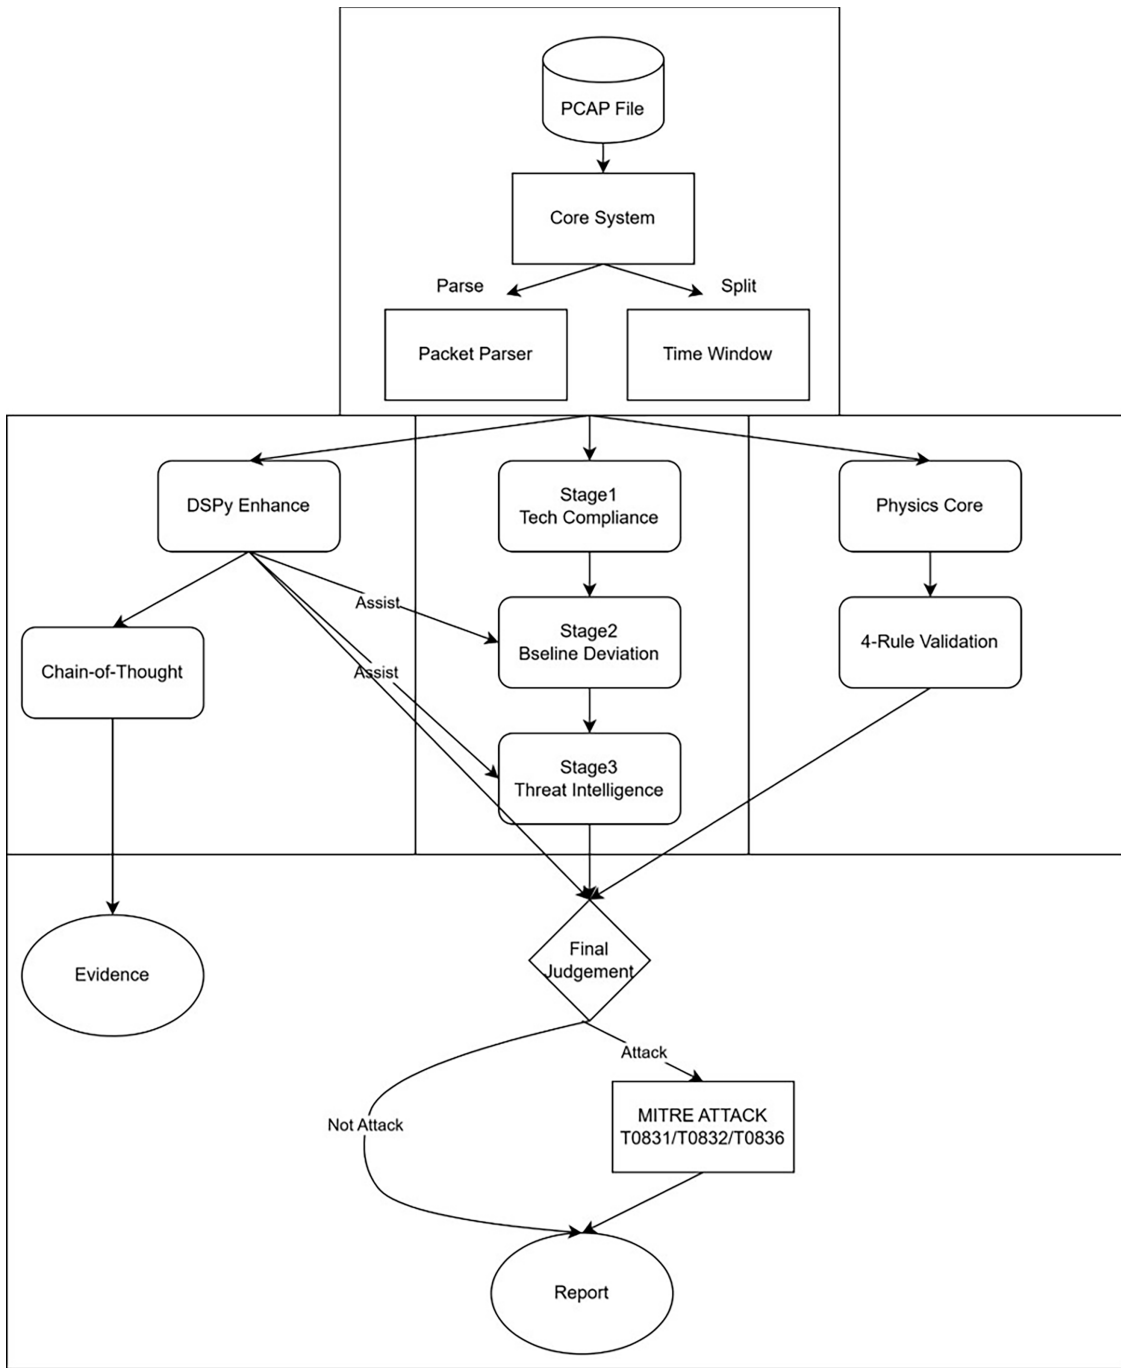 PCAP File
Core System
Parse
Split
Packet Parser
Time Window
DSPy Enhance
Stage1
Tech Compliance
Physics Core
Assist
Stage2
Bseline Deviation
4-Rule Validation
Chain-of-Thought
Assist
Stage3
Threat Intelligence
Evidence
Final
Judgement
Attack
Not Attack
MITRE ATTACK
T0831/T0832/T0836
Report